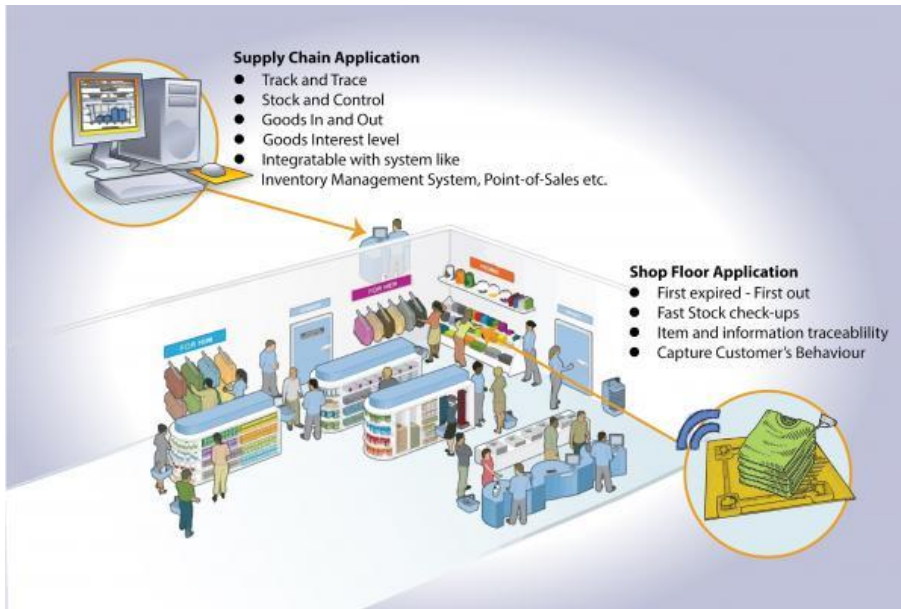 Supply Chain Application
● Track and Trace
● Stock and Control
● Goods In and Out
● Goods Interest level
● Integratable with system like
Inventory Management System, Point-of-Sales etc.
Shop Floor Application
● First expired - First out
● Fast Stock check-ups
● Item and information traceablility
● Capture Customer's Behaviour
FOR HER
FOR HIM